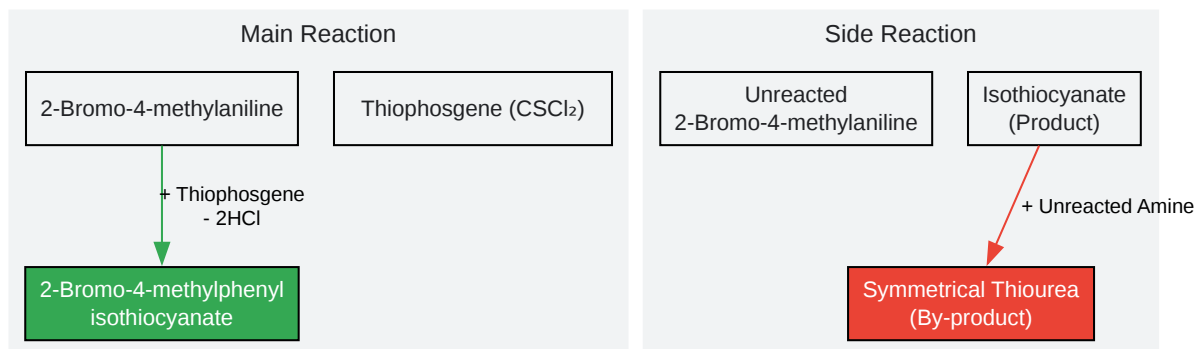 Main Reaction
2-Bromo-4-methylaniline
Thiophosgene (CSCl₂)
+ Thiophosgene
- 2HCl
2-Bromo-4-methylphenyl
isothiocyanate
Side Reaction
Unreacted
2-Bromo-4-methylaniline
Isothiocyanate
(Product)
+ Unreacted Amine
Symmetrical Thiourea
(By-product)